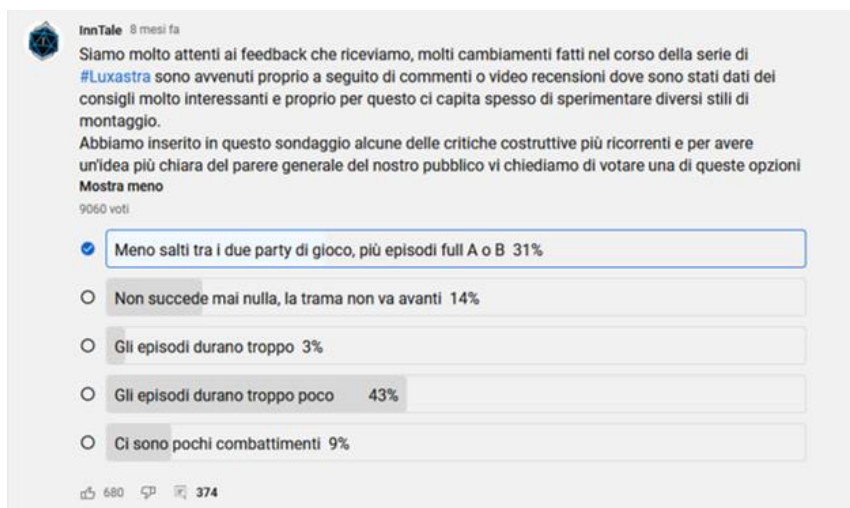 InnTale 8 mesi fa
Siamo molto attenti ai feedback che riceviamo, molti cambiamenti fatti nel corso della serie di
#Luxastra sono avvenuti proprio a seguito di commenti o video recensioni dove sono stati dati dei
consigli molto interessanti e proprio per questo ci capita spesso di sperimentare diversi stili di
montaggio.
Abbiamo inserito in questo sondaggio alcune delle critiche costruttive più ricorrenti e per avere
un'idea più chiara del parere generale del nostro pubblico vi chiediamo di votare una di queste opzioni
Mostra meno
9060 voti
Meno salti tra i due party di gioco, più episodi full A o B 31%
Non succede mai nulla, la trama non va avanti 14%
Gli episodi durano troppo 3%
Gli episodi durano troppo poco 43%
Ci sono pochi combattimenti 9%
680 374